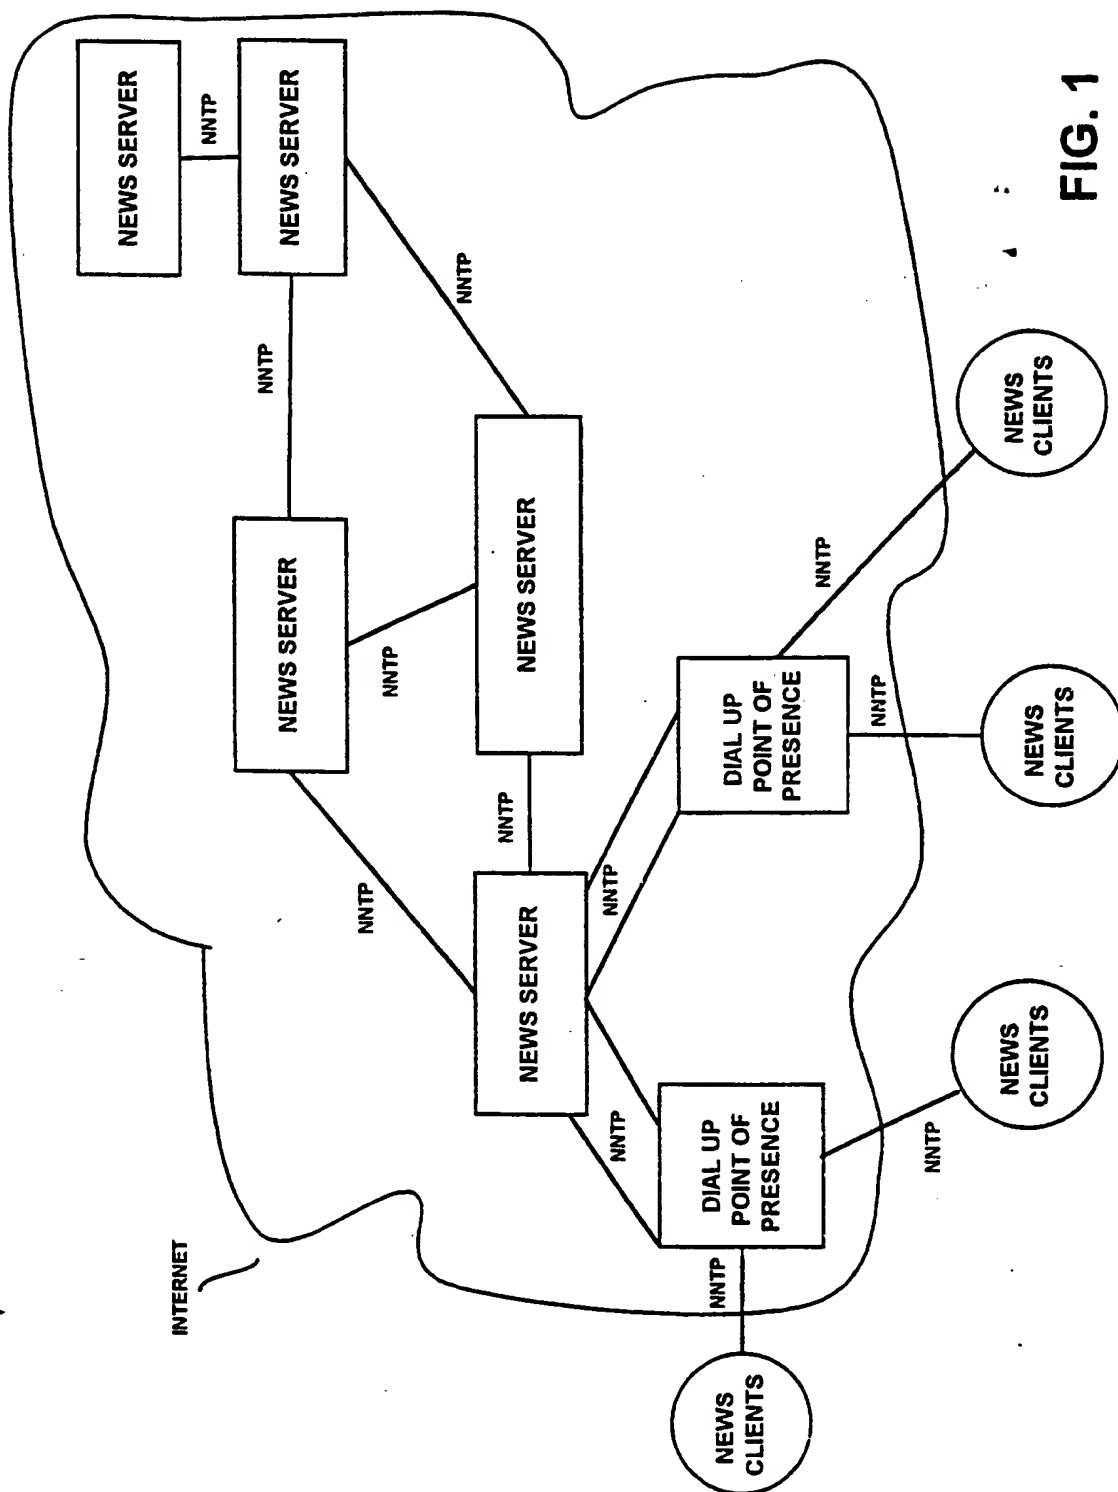 INTERNET
NEWS SERVER
NNTP
NEWS SERVER
NNTP
NEWS SERVER
NNTP
NNTP
NEWS SERVER
NNTP
NNTP
NNTP
NEWS SERVER
NNTP
NNTP
DIAL UP
POINT OF
PRESENCE
DIAL UP
POINT OF
PRESENCE
NNTP
NNTP
NNTP
NNTP
NEWS
CLIENTS
NEWS
CLIENTS
NEWS
CLIENTS
NEWS
CLIENTS
FIG. 1